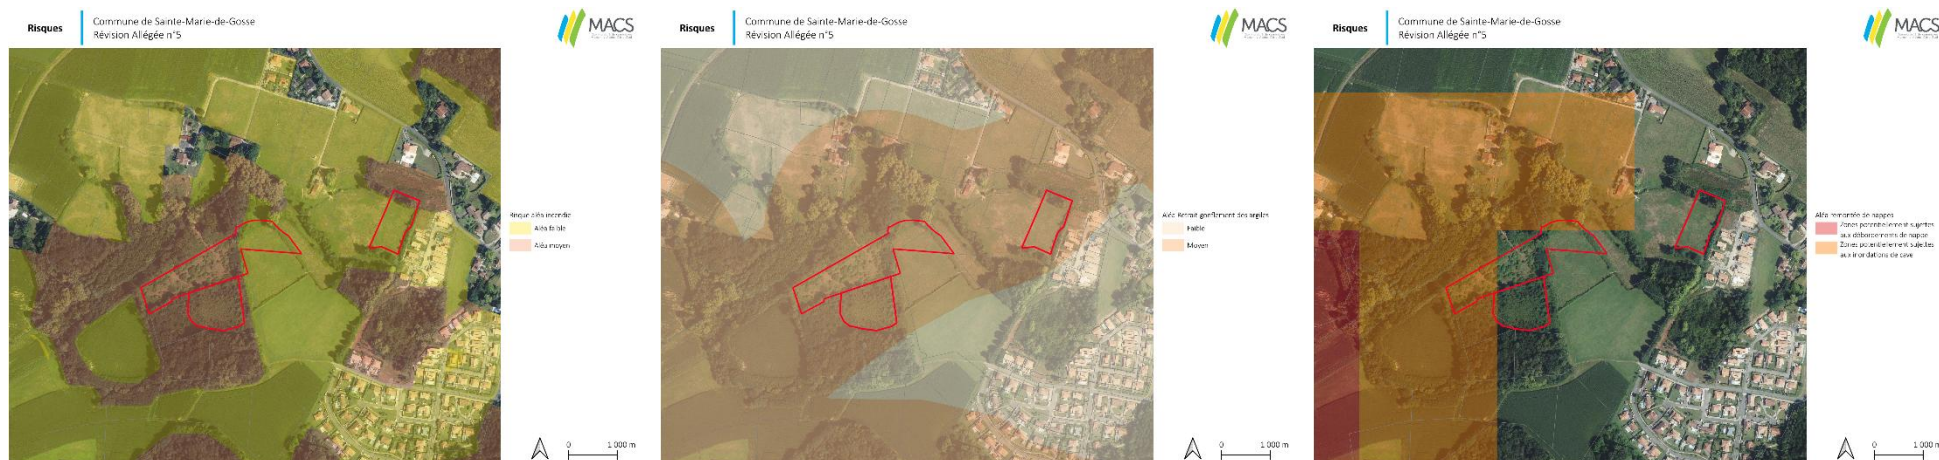 Risques
Commune de Sainte-Marie-de-Gosse
Révision Allégée n°5
MACS
Risque aléa incendie
Aléa faible
Aléa moyen
0 1 000 m
Risques
Commune de Sainte-Marie-de-Gosse
Révision Allégée n°5
MACS
Aléa Retrait gonflement des argiles
Faible
Moyen
0 1 000 m
Risques
Commune de Sainte-Marie-de-Gosse
Révision Allégée n°5
MACS
Aléa remontée de nappes
Zones potentiellement sujettes
aux débordements de nappe
Zones potentiellement sujettes
aux inondations de cave
0 1 000 m